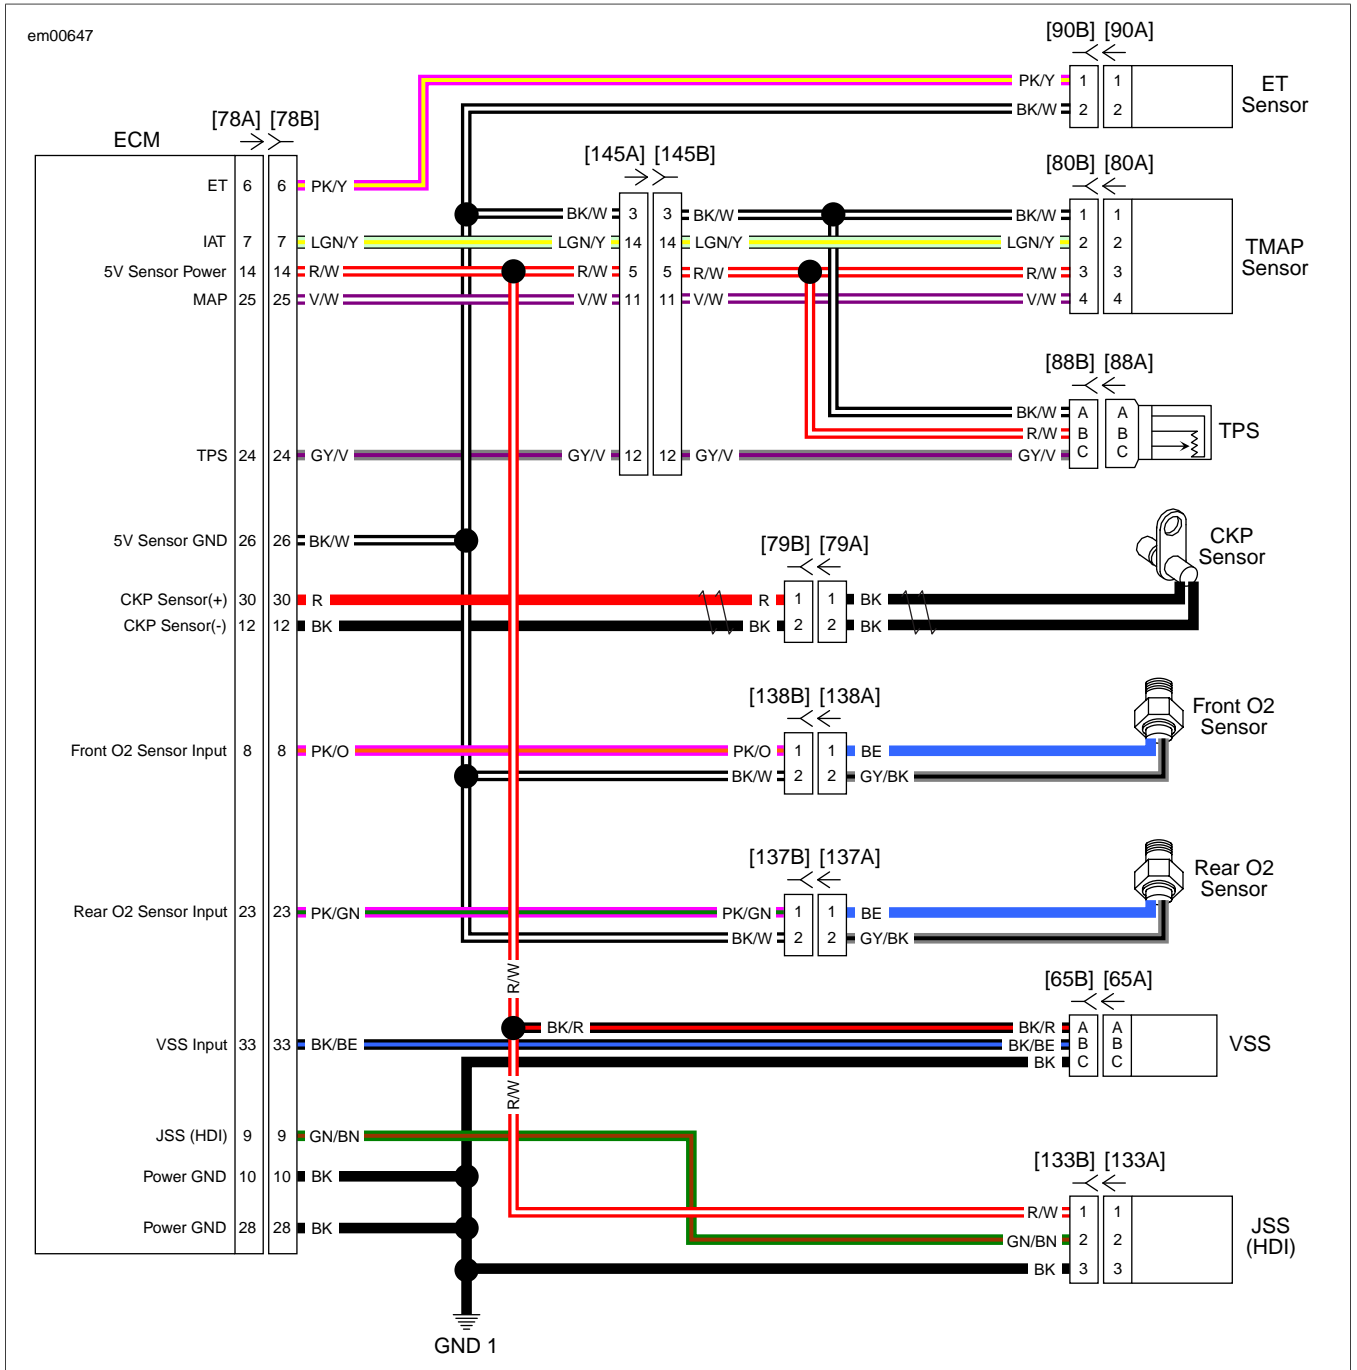 em00647
[90B] [90A]
PK/Y 1 1
BK/W 2 2
ET
Sensor
[78A] [78B]
ECM
[145A] [145B]
[80B] [80A]
ET 6 6 PK/Y
BK/W 3 3 BK/W BK/W 1 1
IAT 7 7 LGN/Y LGN/Y 14 14 LGN/Y LGN/Y 2 2
5V Sensor Power 14 14 R/W R/W 5 5 R/W R/W 3 3
MAP 25 25 V/W V/W 11 11 V/W V/W 4 4
TMAP
Sensor
[88B] [88A]
BK/W A A
R/W B B
C C
TPS
TPS 24 24 GY/V GY/V 12 12 GY/V GY/V
5V Sensor GND 26 26 BK/W
[79B] [79A]
CKP
Sensor
CKP Sensor(+) 30 30 R R 1 1 BK
CKP Sensor(-) 12 12 BK BK 2 2 BK
[138B] [138A]
Front O2
Sensor
Front O2 Sensor Input 8 8 PK/O PK/O 1 1 BE
BK/W 2 2 GY/BK
[137B] [137A]
Rear O2
Sensor
Rear O2 Sensor Input 23 23 PK/GN PK/GN 1 1 BE
BK/W 2 2 GY/BK
R/W
[65B] [65A]
BK/R BK/R A A
VSS Input 33 33 BK/BE BK/BE B B
BK C C
VSS
R/W
JSS (HDI) 9 9 GN/BN
[133B] [133A]
Power GND 10 10 BK
R/W 1 1
Power GND 28 28 BK
GN/BN 2 2
BK 3 3
JSS
(HDI)
GND 1